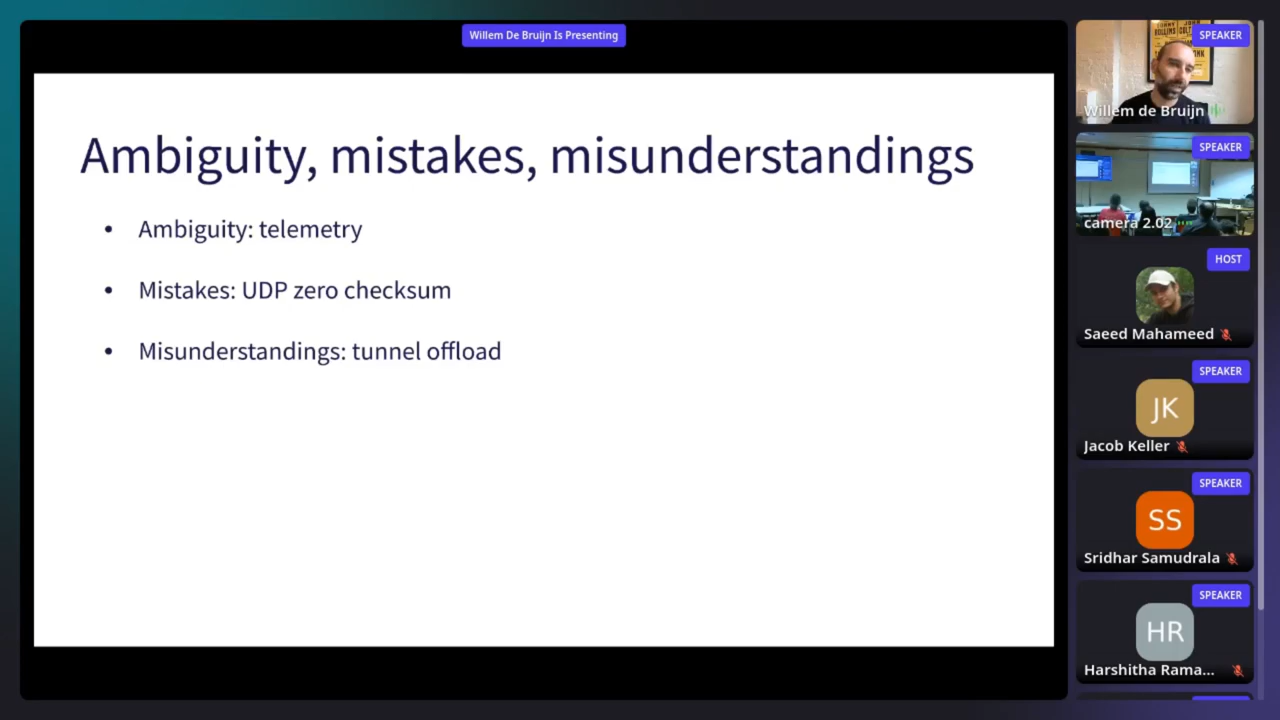 Willem De Bruijn Is Presenting
Ambiguity, mistakes, misunderstandings
• Ambiguity: telemetry
• Mistakes: UDP zero checksum
• Misunderstandings: tunnel offload
SPEAKER
Willem de Bruijn
SPEAKER
camera 2.02
HOST
Saeed Mahameed
SPEAKER
JK
Jacob Keller
SPEAKER
SS
Sridhar Samudrala
SPEAKER
HR
Harshitha Rama...